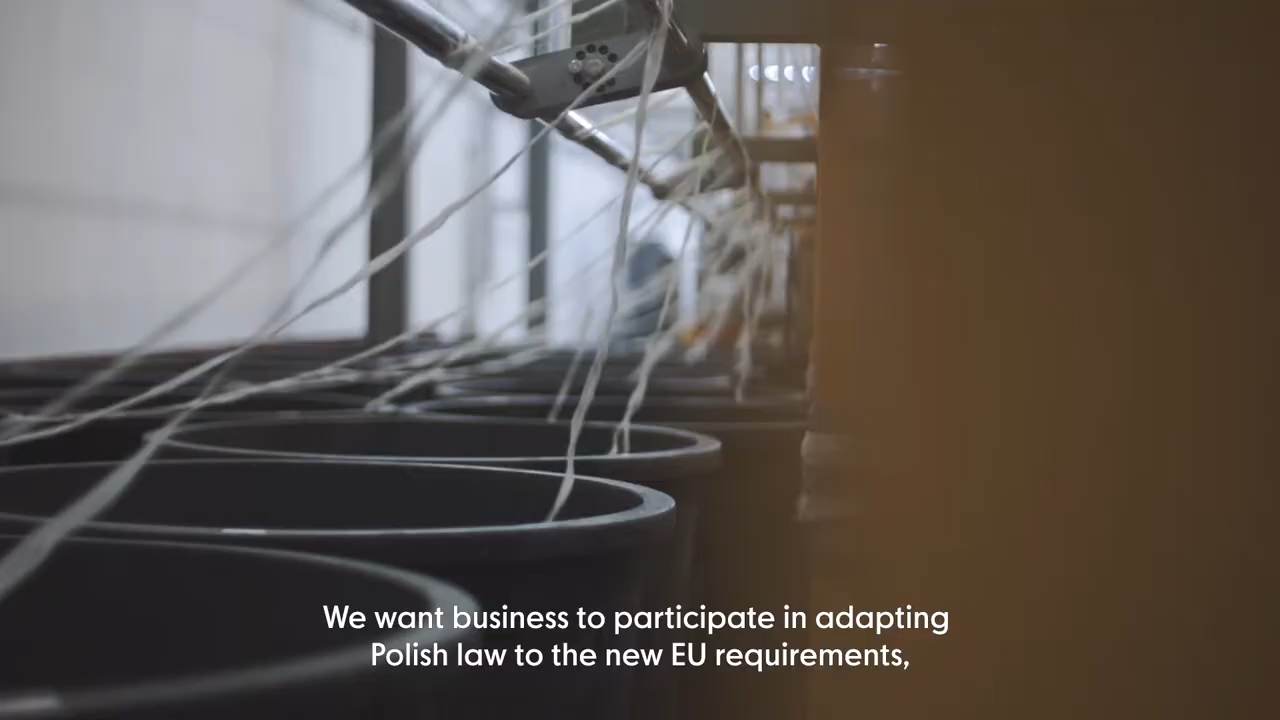 We want business to participate in adapting
Polish law to the new EU requirements,